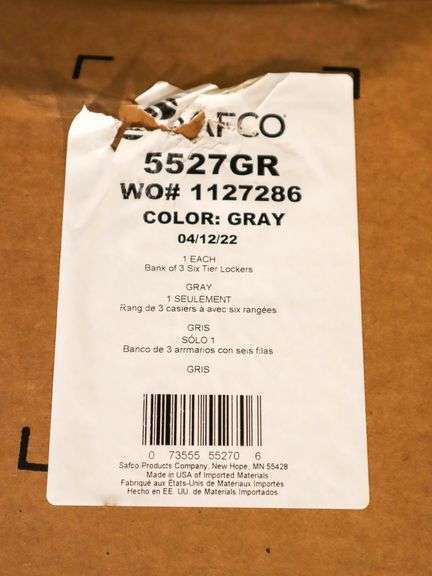 SAFCO
5527GR
WO# 1127286
COLOR: GRAY
04/12/22
1 EACH
Bank of 3 Six Tier Lockers
GRAY
1 SEULEMENT
Rang de 3 casiers à avec six rangées
GRIS
SÓLO 1
Banco de 3 armarios con seis filas
GRIS
0 73555 55270 6
Safco Products Company, New Hope, MN 55428
Made in USA of Imported Materials
Fabriqué aux États-Unis de Matériaux Importés
Hecho en EE. UU. de Materials Importados.